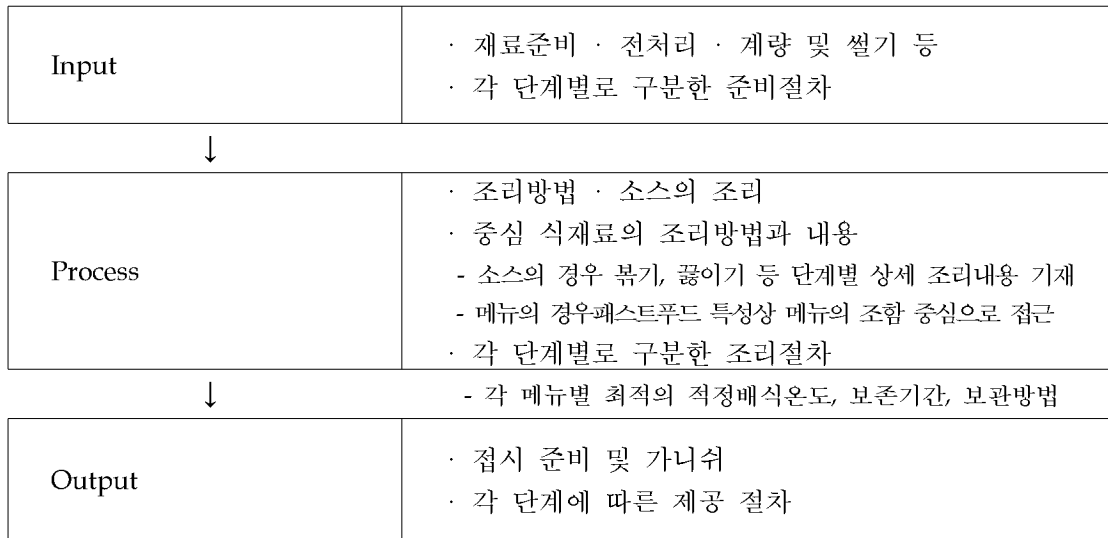 Input
· 재료준비 · 전처리 · 계량 및 썰기 등
· 각 단계별로 구분한 준비절차
↓
Process
· 조리방법 · 소스의 조리
· 중심 식재료의 조리방법과 내용
- 소스의 경우 볶기, 끓이기 등 단계별 상세 조리내용 기재
- 메뉴의 경우패스트푸드 특성상 메뉴의 조합 중심으로 접근
· 각 단계별로 구분한 조리절차
↓
- 각 메뉴별 최적의 적정배식온도, 보존기간, 보관방법
Output
· 접시 준비 및 가니쉬
· 각 단계에 따른 제공 절차